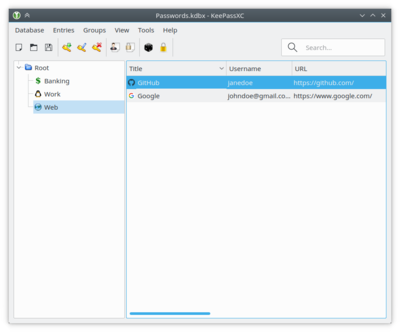 Passwords.kdbx - KeePassXC
Database Entries Groups View Tools Help
Search...
Root
Banking
Work
Web
Title Username URL
GitHub janedoe https://github.com/
Google johndoe@gmail.co... https://www.google.com/